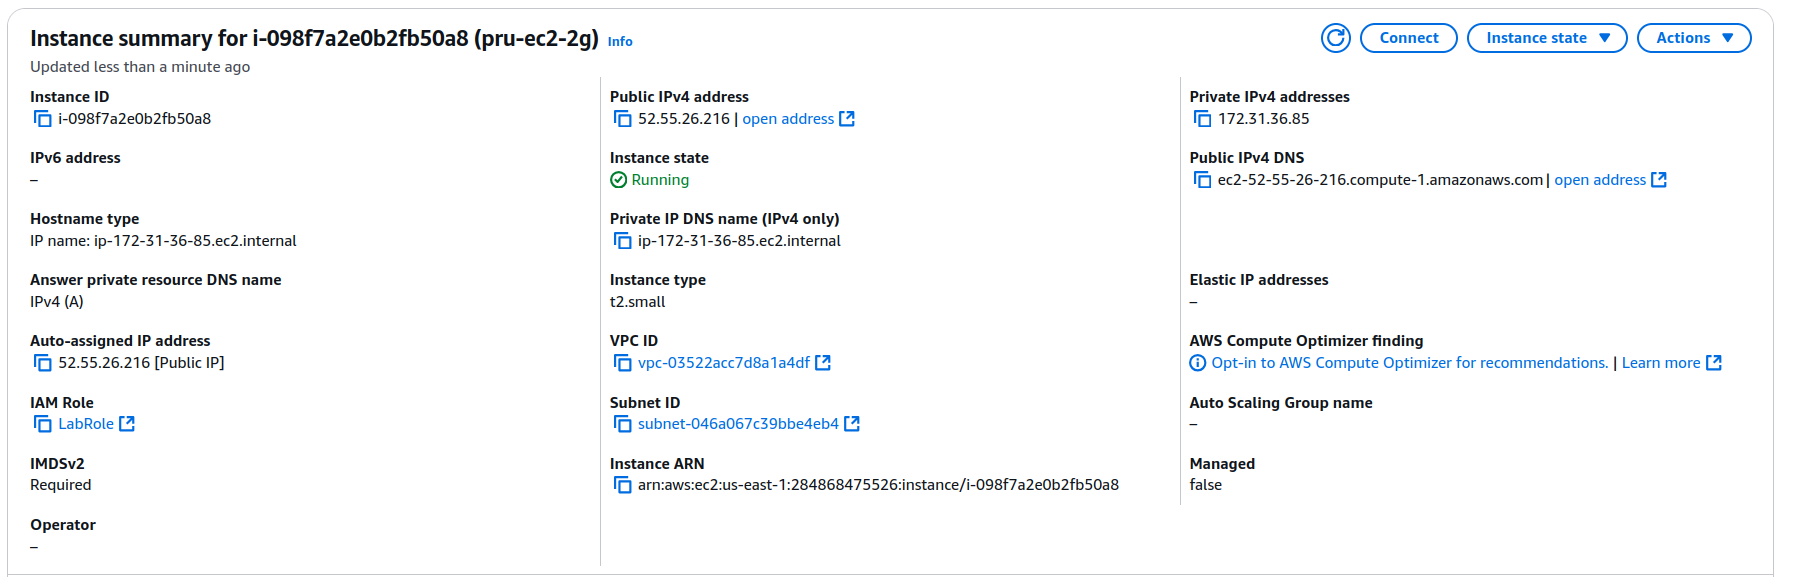 Instance summary for i-098f7a2e0b2fb50a8 (pru-ec2-2g) Info
Connect
Instance state
Actions
Updated less than a minute ago
Instance ID
i-098f7a2e0b2fb50a8
Public IPv4 address
52.55.26.216 | open address
Private IPv4 addresses
172.31.36.85
IPv6 address
–
Instance state
Running
Public IPv4 DNS
ec2-52-55-26-216.compute-1.amazonaws.com | open address
Hostname type
IP name: ip-172-31-36-85.ec2.internal
Private IP DNS name (IPv4 only)
ip-172-31-36-85.ec2.internal
Answer private resource DNS name
IPv4 (A)
Instance type
t2.small
Elastic IP addresses
–
Auto-assigned IP address
52.55.26.216 [Public IP]
VPC ID
vpc-03522acc7d8a1a4df
AWS Compute Optimizer finding
Opt-in to AWS Compute Optimizer for recommendations. | Learn more
IAM Role
LabRole
Subnet ID
subnet-046a067c39bbe4eb4
Auto Scaling Group name
–
IMDSv2
Required
Instance ARN
arn:aws:ec2:us-east-1:284868475526:instance/i-098f7a2e0b2fb50a8
Managed
false
Operator
–